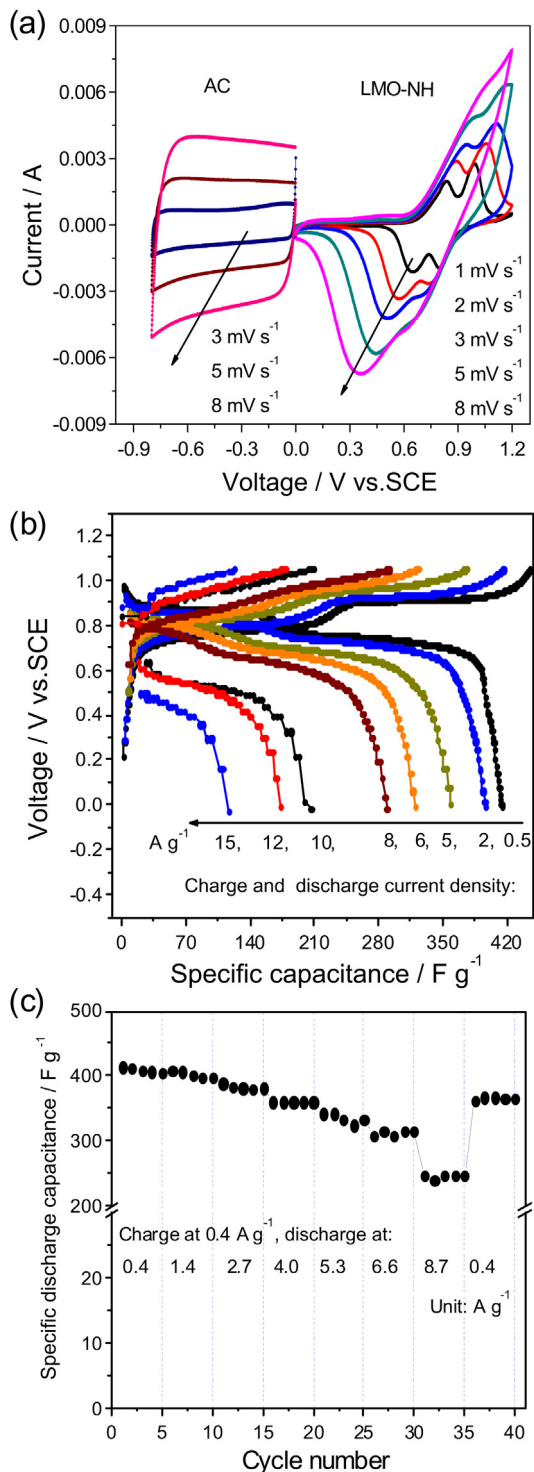 (a)
0.009
0.006
0.003
0.000
-0.003
-0.006
-0.009
Current / A
AC
LMO-NH
3 mV s⁻¹
5 mV s⁻¹
8 mV s⁻¹
1 mV s⁻¹
2 mV s⁻¹
3 mV s⁻¹
5 mV s⁻¹
8 mV s⁻¹
-0.9 -0.6 -0.3 0.0 0.3 0.6 0.9 1.2
Voltage / V vs.SCE
(b)
1.2
1.0
0.8
0.6
0.4
0.2
0.0
-0.2
-0.4
Voltage / V vs.SCE
A g⁻¹ 15, 12, 10, 8, 6, 5, 2, 0.5
Charge and discharge current density:
0 70 140 210 280 350 420
Specific capacitance / F g⁻¹
(c)
500
400
300
200
20
10
0
Specific discharge capacitance / F g⁻¹
Charge at 0.4 A g⁻¹, discharge at:
0.4 1.4 2.7 4.0 5.3 6.6 8.7 0.4
Unit: A g⁻¹
0 5 10 15 20 25 30 35 40
Cycle number